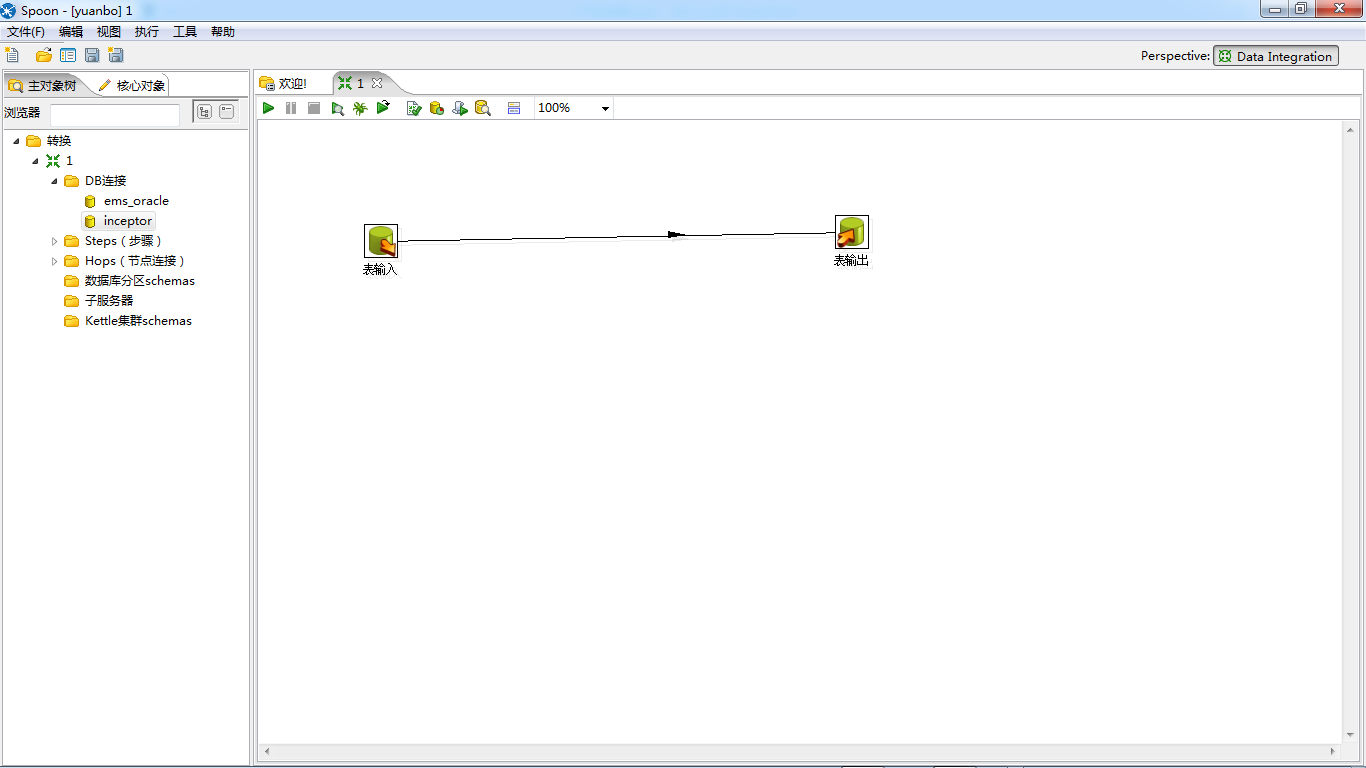 Spoon - [yuanbo] 1
文件(F) 编辑 视图 执行 工具 帮助
Perspective: Data Integration
主对象树 核心对象
欢迎! 1
浏览器
100%
转换
1
DB连接
ems_oracle
inceptor
Steps（步骤）
Hops（节点连接）
数据库分区schemas
子服务器
Kettle集群schemas
表输入
表输出